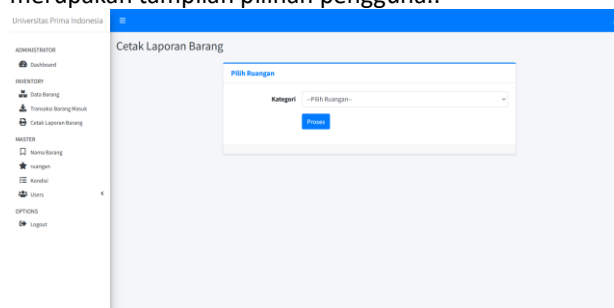 merupakan tampilan pilihan pengguna..
Universitas Prima Indonesia
Cetak Laporan Barang
ADMINISTRATOR
Dashboard
INVENTORY
Data Barang
Transaksi Barang Masuk
Cetak Laporan Barang
MASTER
Nama Barang
ruangan
Kondisi
Users
OPTIONS
Logout
Pilih Ruangan
Kategori --Pilih Ruangan--
Proses